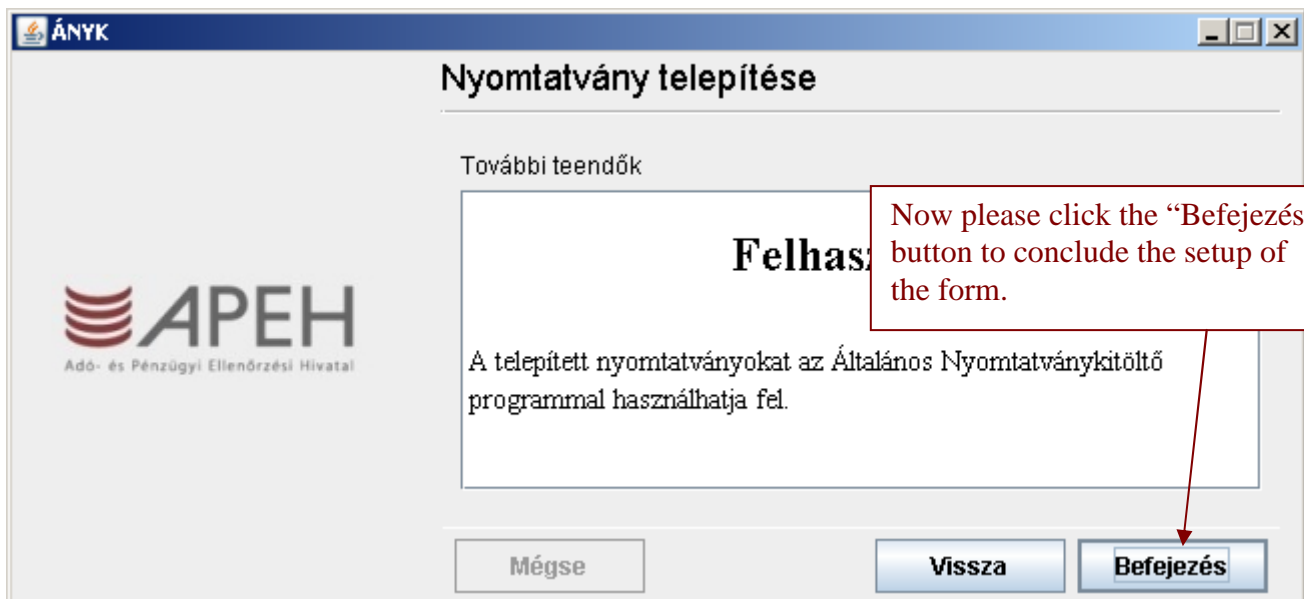 ÁNYK
Nyomtatvány telepítése
További teendők
Now please click the “Befejezés
button to conclude the setup of
the form.
APEH
Adó- és Pénzügyi Ellenőrzési Hivatal
A telepített nyomtatványokat az Általános Nyomtatványkitöltő
programmal használhatja fel.
Mégse
Vissza
Befejezés